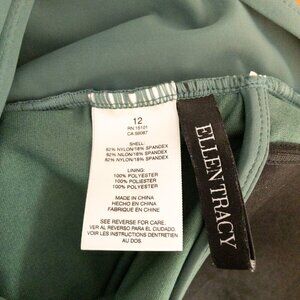 12
RN 15101
CA 59087
SHELL
82% NYLON/18% SPANDEX
82% NILON/18% SPANDEX
82% NYLON/18% SPANDEX
LINING:
100% POLYESTER
100% POLIESTER
100% POLYESTER
MADE IN CHINA
HECHO EN CHINA
FABRIQUE EN CHINE
SEE REVERSE FOR CARE.
VER AL REVERSO PARA EL CUIDADO
VOIR LES INSTRUCTIONS D'ENTRETIEN
AU DOS.
ELLEN TRACY